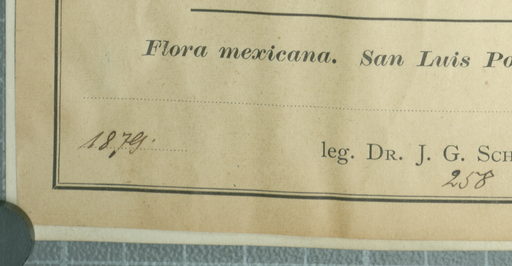 Flora mexicana. San Luis Po
1879.
leg. DR. J. G. SCH
258